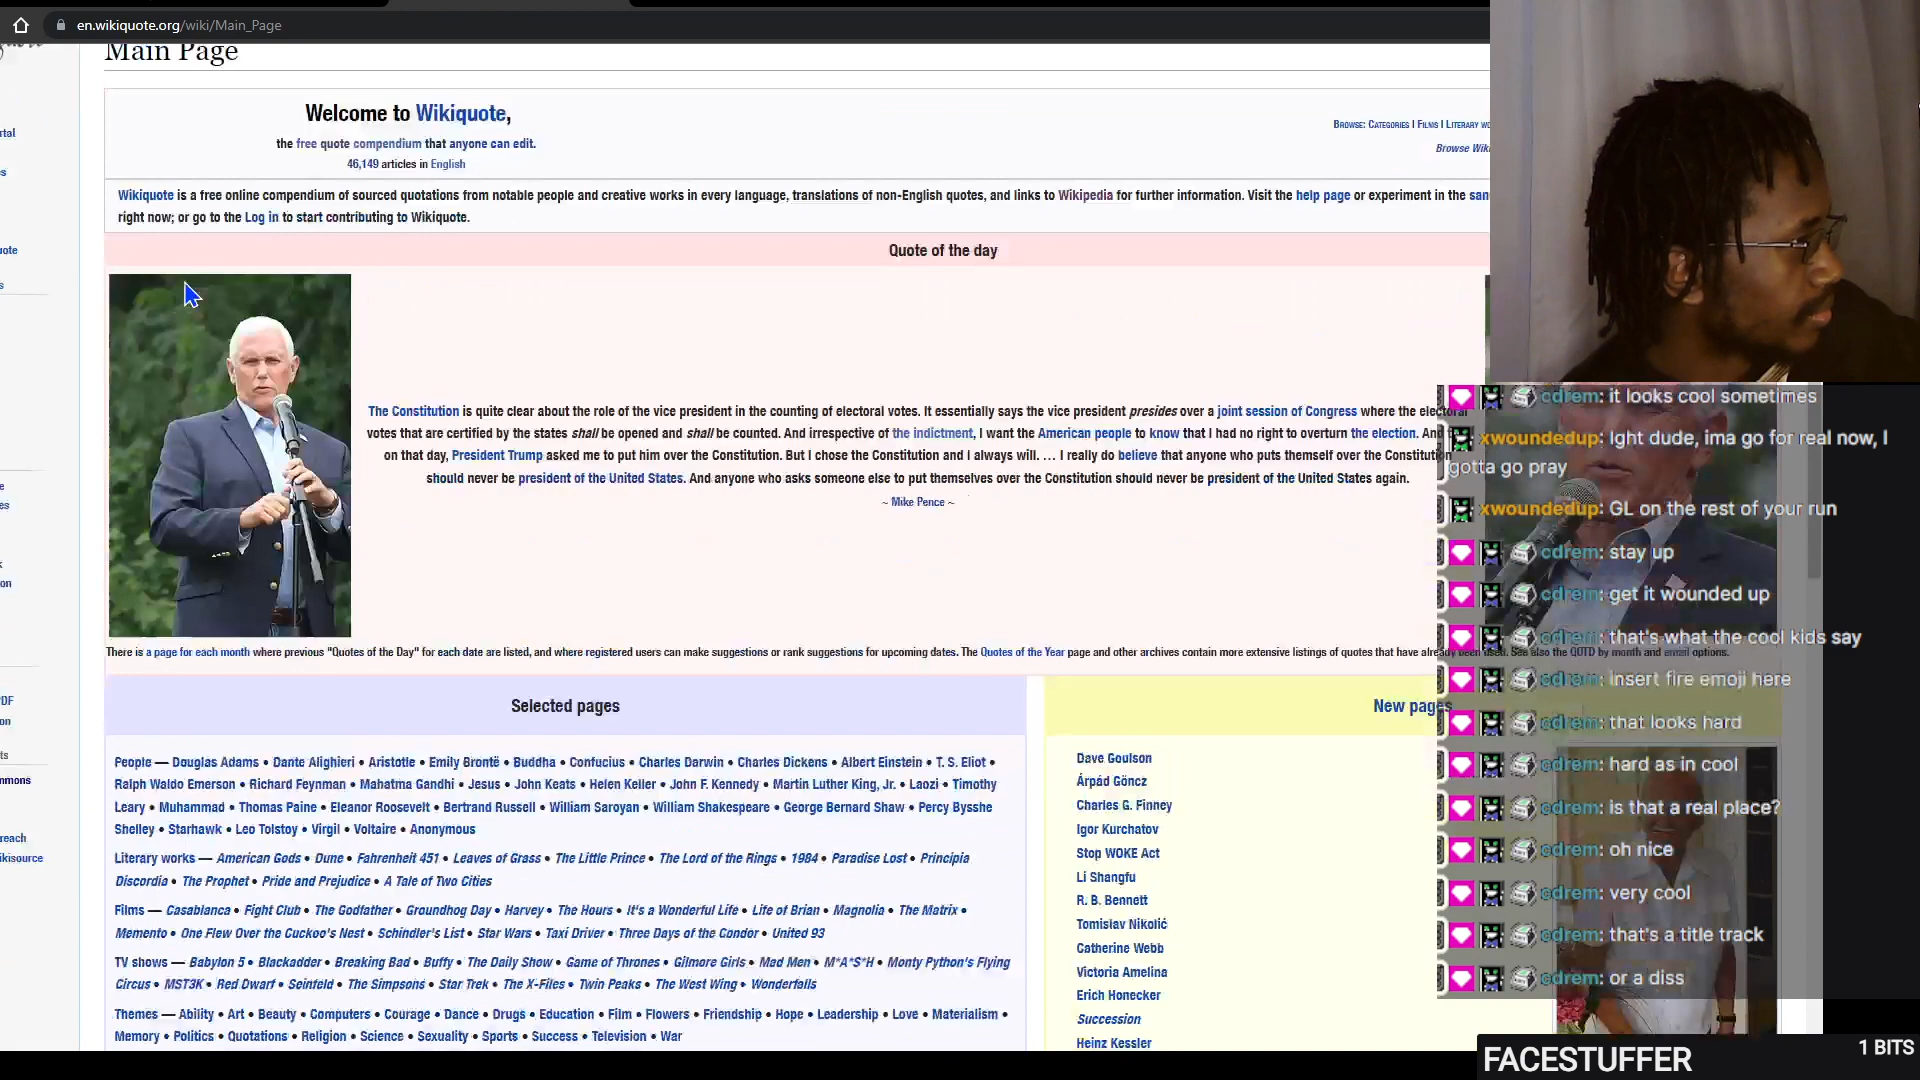 en.wikiquote.org/wiki/Main_Page
Main Page
Welcome to Wikiquote,
the free quote compendium that anyone can edit.
46,149 articles in English
Browse: Categories | Films | Literary
Browse
Wikiquote is a free online compendium of sourced quotations from notable people and creative works in every language, translations of non-English quotes, and links to Wikipedia for further information. Visit the help page or experiment in the
right now; or go to the Log in to start contributing to Wikiquote.
Quote of the day
The Constitution is quite clear about the role of the vice president in the counting of electoral votes. It essentially says the vice president presides over a joint session of Congress where the electoral
votes that are certified by the states shall be opened and shall be counted. And irrespective of the indictment, I want the American people to know that I had no right to overturn the election. And
on that day, President Trump asked me to put him over the Constitution. But I chose the Constitution and I always will. … I really do believe that anyone who puts themself over the Constitution
should never be president of the United States. And anyone who asks someone else to put themselves over the Constitution should never be president of the United States again.
~ Mike Pence ~
There is a page for each month where previous "Quotes of the Day" for each date are listed, and where registered users can make suggestions or rank suggestions for upcoming dates. The Quotes of the Year page and other archives contain more extensive listings of quotes that have already been used. See also the QOTD by month and email options.
Selected pages
People — Douglas Adams • Dante Alighieri • Aristotle • Emily Brontë • Buddha • Confucius • Charles Darwin • Charles Dickens • Albert Einstein • T. S. Eliot •
Ralph Waldo Emerson • Richard Feynman • Mahatma Gandhi • Jesus • John Keats • Helen Keller • John F. Kennedy • Martin Luther King, Jr. • Laozi • Timothy
Leary • Muhammad • Thomas Paine • Eleanor Roosevelt • Bertrand Russell • William Saroyan • William Shakespeare • George Bernard Shaw • Percy Bysshe
Shelley • Starhawk • Leo Tolstoy • Virgil • Voltaire • Anonymous
Literary works — American Gods • Dune • Fahrenheit 451 • Leaves of Grass • The Little Prince • The Lord of the Rings • 1984 • Paradise Lost • Principia
Discordia • The Prophet • Pride and Prejudice • A Tale of Two Cities
Films — Casablanca • Fight Club • The Godfather • Groundhog Day • Harvey • The Hours • It's a Wonderful Life • Life of Brian • Magnolia • The Matrix •
Memento • One Flew Over the Cuckoo's Nest • Schindler's List • Star Wars • Taxi Driver • Three Days of the Condor • United 93
TV shows — Babylon 5 • Blackadder • Breaking Bad • Buffy • The Daily Show • Game of Thrones • Gilmore Girls • Mad Men • M*A*S*H • Monty Python's Flying
Circus • MST3K • Red Dwarf • Seinfeld • The Simpsons • Star Trek • The X-Files • Twin Peaks • The West Wing • Wonderfalls
Themes — Ability • Art • Beauty • Computers • Courage • Dance • Drugs • Education • Film • Flowers • Friendship • Hope • Leadership • Love • Materialism •
Memory • Politics • Quotations • Religion • Science • Sexuality • Sports • Success • Television • War
New pages
Dave Goulson
Árpád Göncz
Charles G. Finney
Igor Kurchatov
Stop WOKE Act
Li Shangfu
R. B. Bennett
Tomislav Nikolić
Catherine Webb
Victoria Amelina
Erich Honecker
Succession
Heinz Kessler
cdrem: it looks cool sometimes
xwoundedup: Ight dude, ima go for real now, I
gotta go pray
xwoundedup: GL on the rest of your run
cdrem: stay up
cdrem: get it wounded up
cdrem: that's what the cool kids say
cdrem: insert fire emoji here
cdrem: that looks hard
cdrem: hard as in cool
cdrem: is that a real place?
cdrem: oh nice
cdrem: very cool
cdrem: that's a title track
cdrem: or a diss
FACESTUFFER
1 BITS